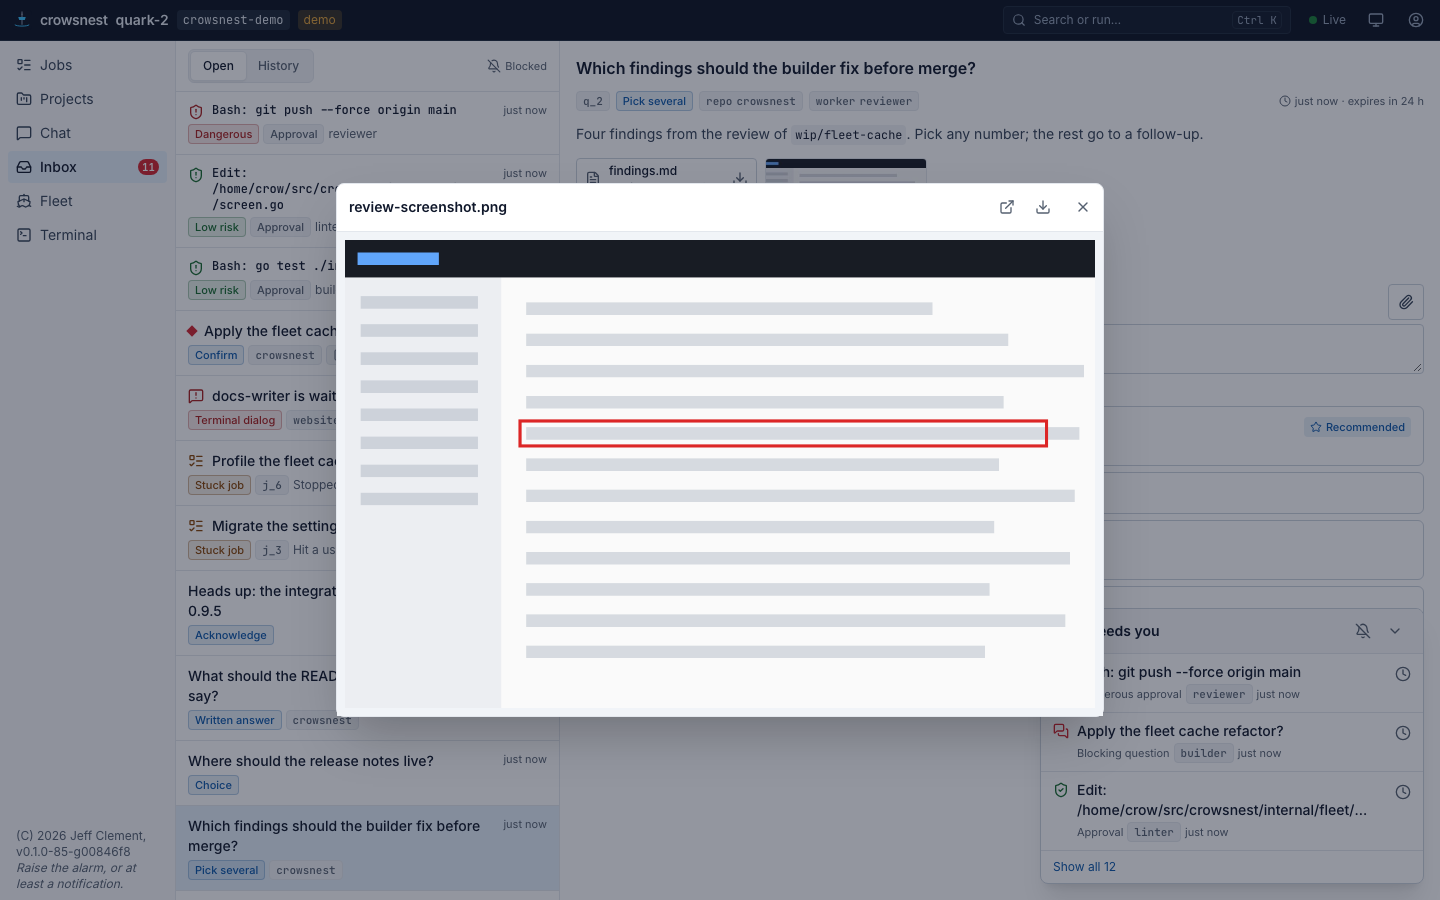 crowsnest quark-2 crowsnest-demo demo
Search or run... Ctrl K
Live
Jobs
Projects
Chat
Inbox 11
Fleet
Terminal
(C) 2026 Jeff Clement,
v0.1.0-85-g00846f8
Raise the alarm, or at
least a notification.
Open History Blocked
Bash: git push --force origin main just now
Dangerous Approval reviewer
Edit: just now
/home/crow/src/cr
/screen.go
Low risk Approval
Bash: go test
Low risk Approval
Apply the fleet cach
Confirm crowsnest
docs-writer is wait
Terminal dialog website
Profile the fleet
Stuck job j_6 Stopped
Migrate the setting
Stuck job j_3 Hit a us
Heads up: the integrat
0.9.5
Acknowledge
What should the READ
say?
Written answer crowsnest
Where should the release notes live? just now
Choice
Which findings should the builder fix before just now
merge?
Pick several crowsnest
Which findings should the builder fix before merge?
q_2 Pick several repo crowsnest worker reviewer just now · expires in 24 h
Four findings from the review of wip/fleet-cache. Pick any number; the rest go to a follow-up.
findings.md
review-screenshot.png
Recommended
eeds you
h: git push --force origin main
erous approval reviewer just now
Apply the fleet cache refactor?
Blocking question builder just now
Edit:
/home/crow/src/crowsnest/internal/fleet/...
Approval linter just now
Show all 12